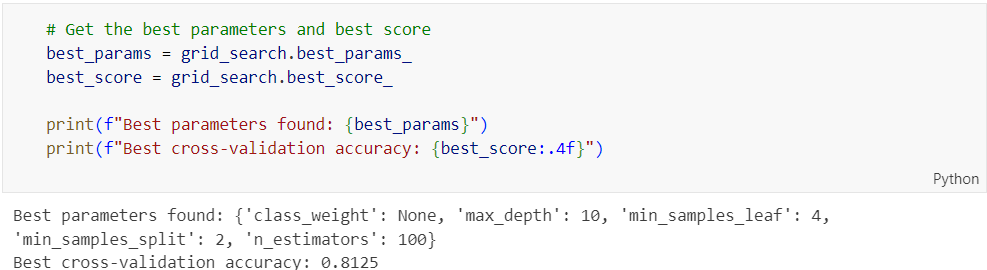 # Get the best parameters and best score
best_params = grid_search.best_params_
best_score = grid_search.best_score_
print(f"Best parameters found: {best_params}")
print(f"Best cross-validation accuracy: {best_score:.4f}")
Python
Best parameters found: {'class_weight': None, 'max_depth': 10, 'min_samples_leaf': 4,
'min_samples_split': 2, 'n_estimators': 100}
Best cross-validation accuracy: 0.8125